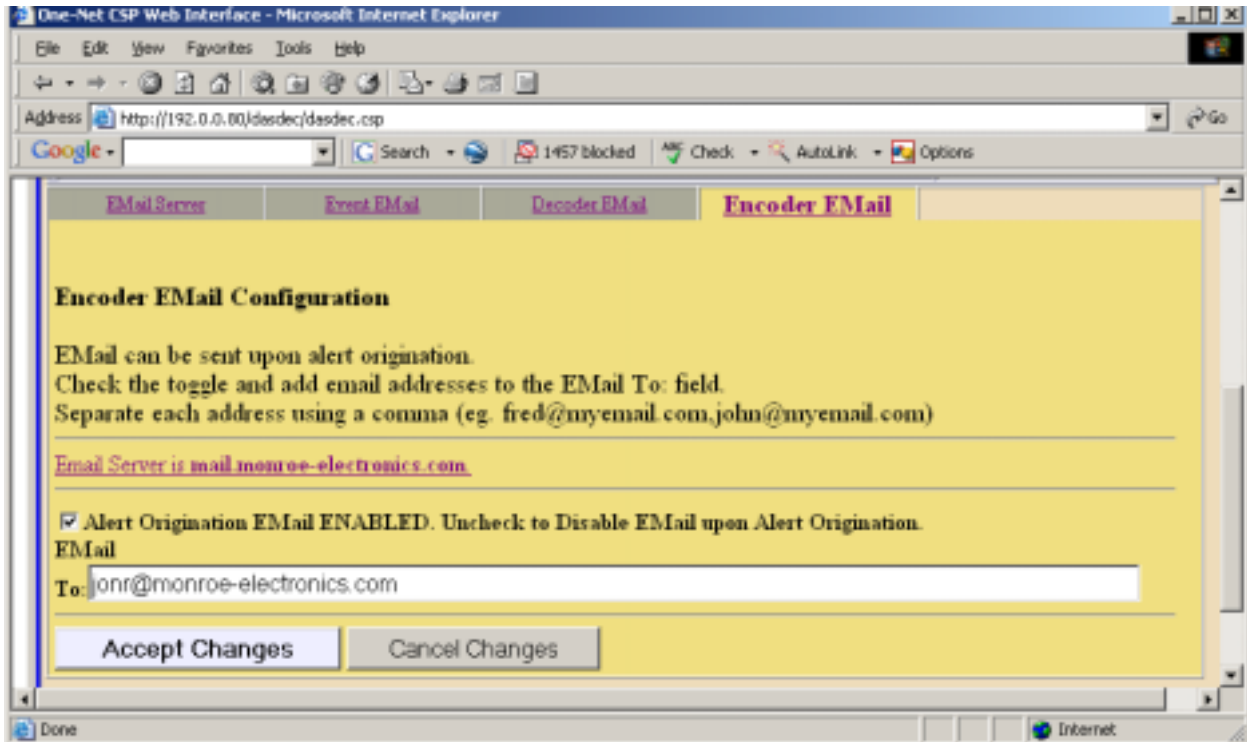 One-Net CSP Web Interface - Microsoft Internet Explorer
File Edit View Favorites Tools Help
Address http://192.0.0.80/dasdec/dasdec.csp Go
Google Search 1457 blocked ABC Check AutoLink Options
EMail Server Event EMail Decoder EMail Encoder EMail
Encoder EMail Configuration
EMail can be sent upon alert origination.
Check the toggle and add email addresses to the EMail To: field.
Separate each address using a comma (eg. fred@myemail.com,john@myemail.com)
Email Server is mail.monroe-electronics.com.
Alert Origination EMail ENABLED. Uncheck to Disable EMail upon Alert Origination.
EMail
To: jonr@monroe-electronics.com
Accept Changes Cancel Changes
Done Internet